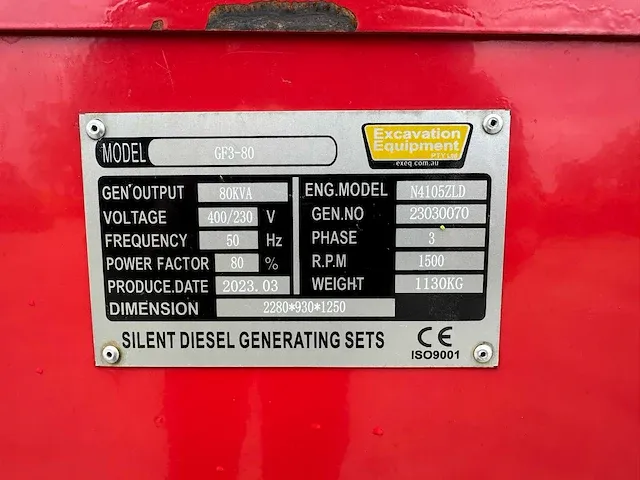 MODEL GF3-80
Excavation
Equipment
PTY Ltd
exeq.com.au
GEN'OUTPUT 80KVA ENG.MODEL N4105ZLD
VOLTAGE 400/230 V GEN.NO 23030070
FREQUENCY 50 Hz PHASE 3
POWER FACTOR 80 % R.P.M 1500
PRODUCE.DATE 2023.03 WEIGHT 1130KG
DIMENSION 2280*930*1250
SILENT DIESEL GENERATING SETS CE
ISO9001